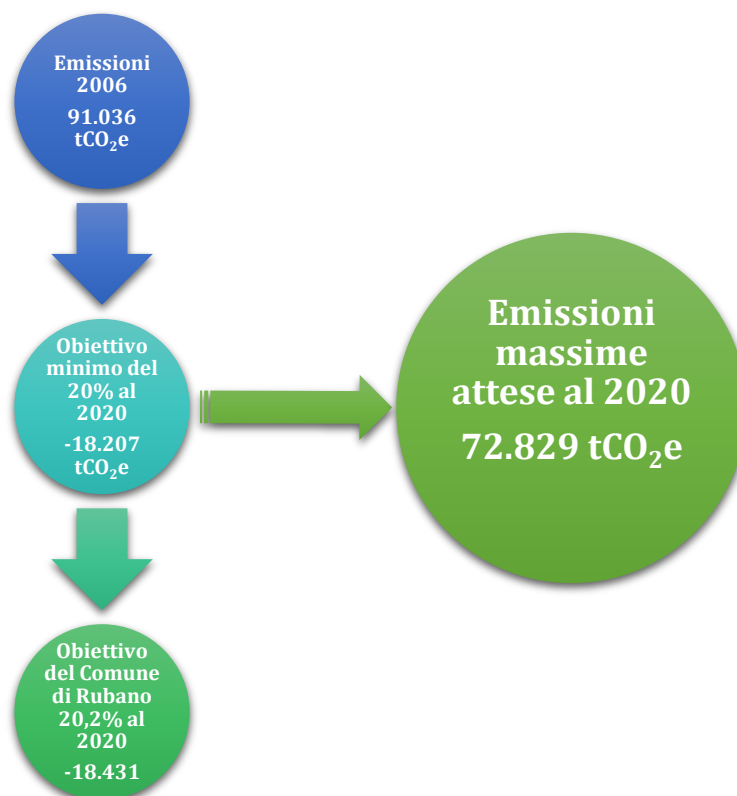 Emissioni
2006
91.036
tCO₂e
Obiettivo
minimo del
20% al
2020
-18.207
tCO₂e
Emissioni
massime
attese al 2020
72.829 tCO₂e
Obiettivo
del Comune
di Rubano
20,2% al
2020
-18.431